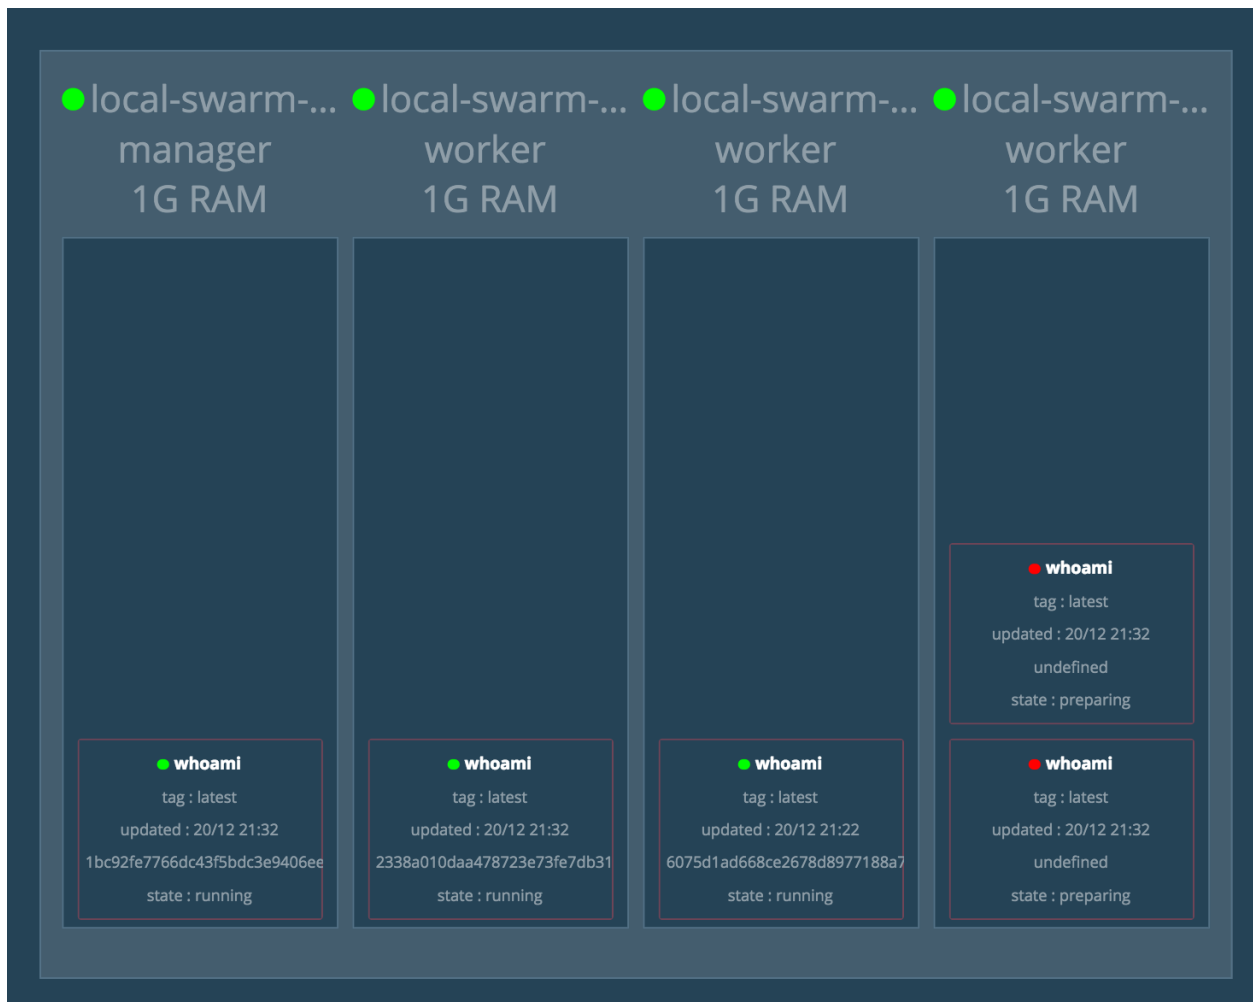 local-swarm-...
manager
1G RAM
whoami
tag : latest
updated : 20/12 21:32
1bc92fe7766dc43f5bdc3e9406ee
state : running
local-swarm-...
worker
1G RAM
whoami
tag : latest
updated : 20/12 21:32
2338a010daa478723e73fe7db31
state : running
local-swarm-...
worker
1G RAM
whoami
tag : latest
updated : 20/12 21:22
6075d1ad668ce2678d8977188a7
state : running
local-swarm-...
worker
1G RAM
whoami
tag : latest
updated : 20/12 21:32
undefined
state : preparing
whoami
tag : latest
updated : 20/12 21:32
undefined
state : preparing